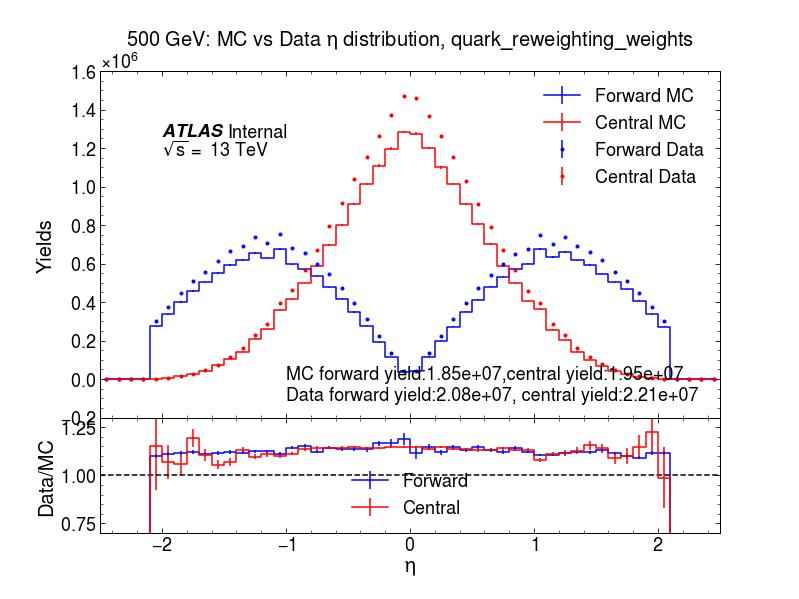 500 GeV: MC vs Data η distribution, quark_reweighting_weights
×10⁶
1.6
1.4
1.2
1.0
0.8
0.6
0.4
0.2
0.0
0.2
Yields
ATLAS Internal
√s = 13 TeV
Forward MC
Central MC
Forward Data
Central Data
MC forward yield:1.85e+07,central yield:1.95e+07
Data forward yield:2.08e+07, central yield:2.21e+07
1.25
1.00
0.75
Data/MC
Forward
Central
−2
−1
0
1
2
η